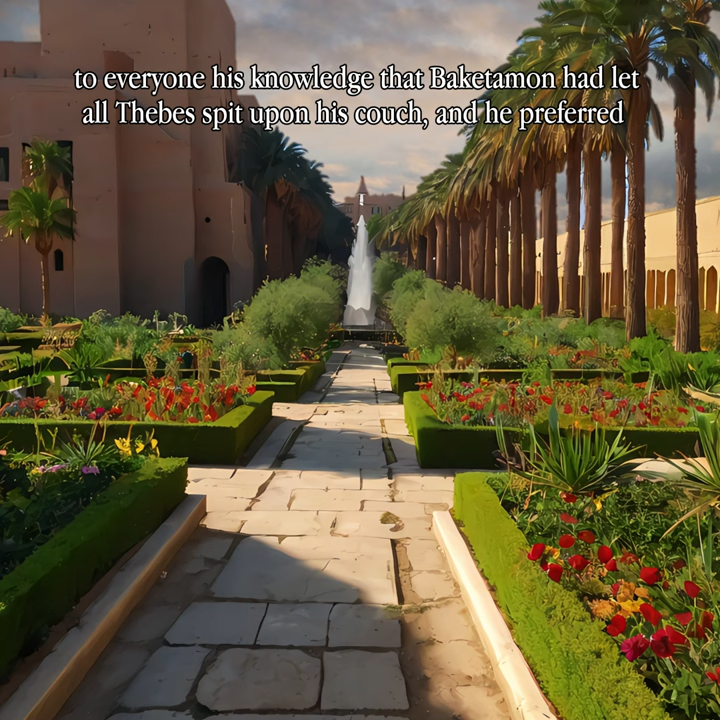 to everyone his knowledge that Baketamon had let
all Thebes spit upon his couch, and he preferred